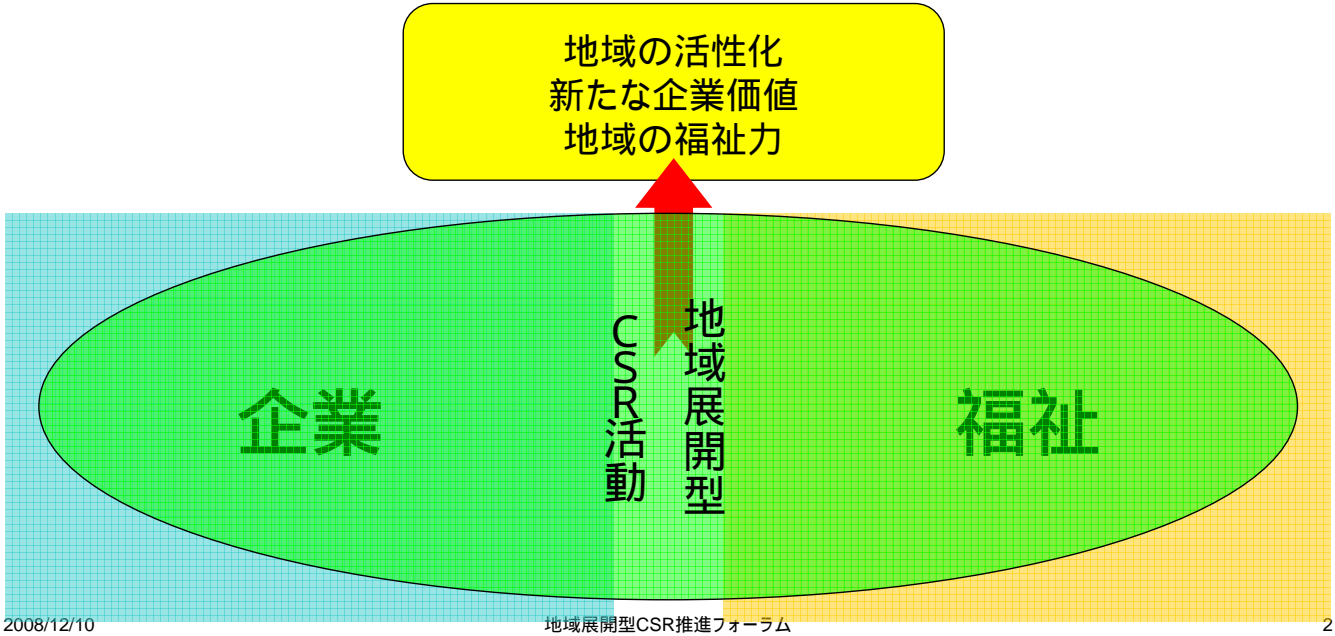 地域の活性化
新たな企業価値
地域の福祉力
企業
地域展開型
CSR活動
福祉
2008/12/10
地域展開型CSR推進フォーラム
2